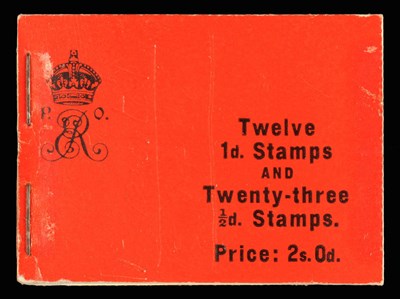 P. O.
Twelve
1d. Stamps
AND
Twenty-three
½d. Stamps.
Price: 2s. 0d.